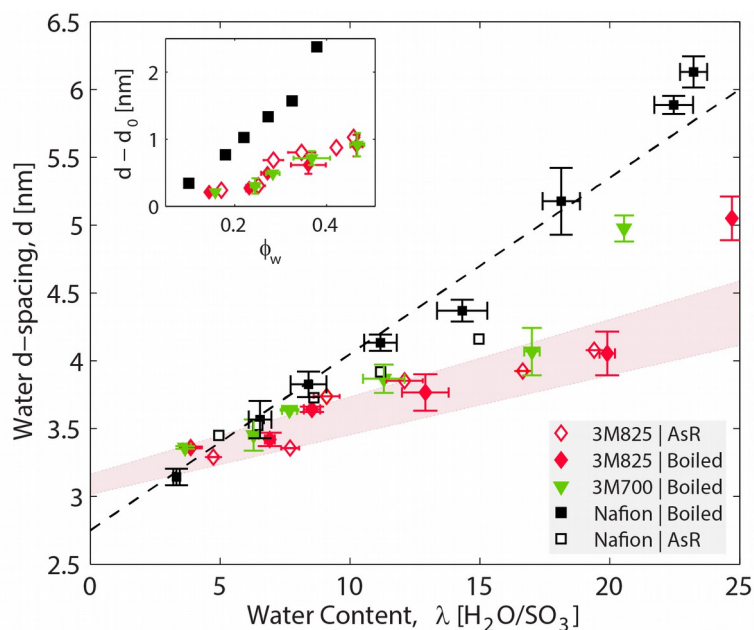 6
5.5
5
4.5
4
3.5
3
2.5
Water d−spacing, d [nm]
0
5
10
15
20
25
Water Content, λ [H₂O/SO₃]
2
1
0
d − d₀ [nm]
0.2
0.4
ϕw
3M825 | AsR
3M825 | Boiled
3M700 | Boiled
Nafion | Boiled
Nafion | AsR